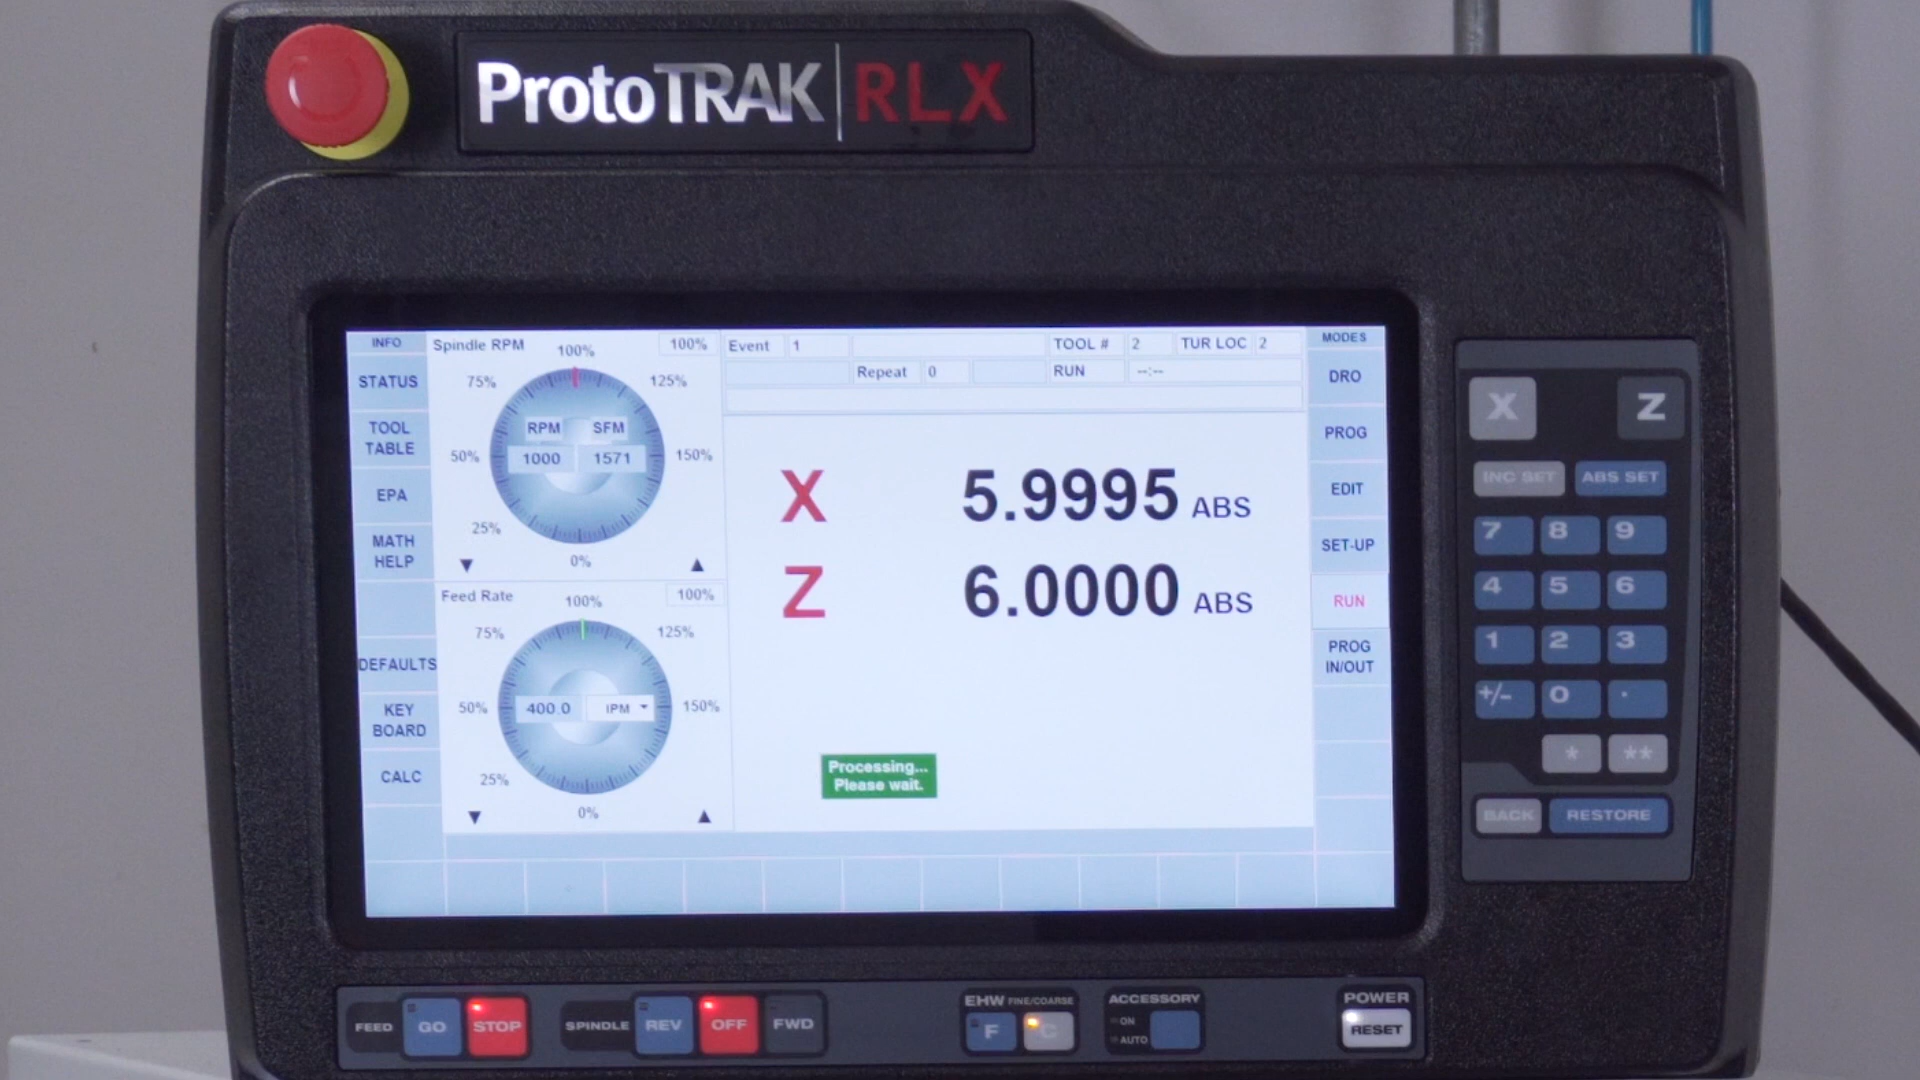 ProtoTRAK RLX
INFO
STATUS
TOOL
TABLE
EPA
MATH
HELP
DEFAULTS
KEY
BOARD
CALC
Spindle RPM
100%
100%
75%
125%
RPM
SFM
50%
1000
1571
150%
25%
0%
▼
▲
Feed Rate
100%
100%
75%
125%
50%
400.0
IPM
150%
25%
0%
▼
▲
Event 1 TOOL # 2 TUR LOC 2
Repeat 0 RUN --:--
X 5.9995 ABS
Z 6.0000 ABS
Processing...
Please wait.
MODES
DRO
PROG
EDIT
SET-UP
RUN
PROG
IN/OUT
X Z
INC SET ABS SET
7 8 9
4 5 6
1 2 3
+/- 0 .
* **
BACK RESTORE
FEED GO STOP
SPINDLE REV OFF FWD
EHW FINE/COARSE
F C
ACCESSORY
ON
AUTO
POWER
RESET